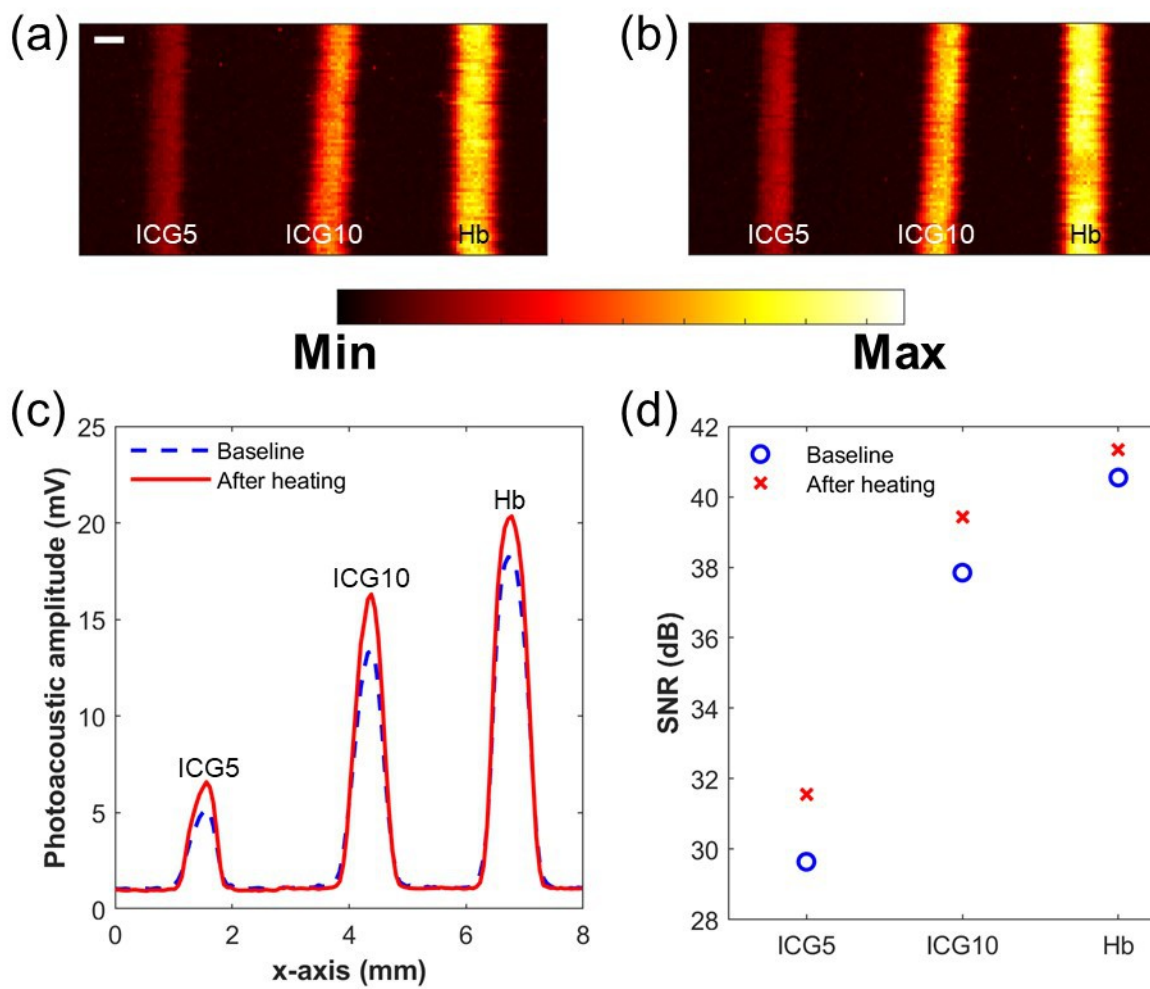 (a)
ICG5 ICG10 Hb
(b)
ICG5 ICG10 Hb
Min Max
(c)
Photoacoustic amplitude (mV)
25
20
15
10
5
0
Baseline
After heating
ICG5
ICG10
Hb
0 2 4 6 8
x-axis (mm)
(d)
SNR (dB)
42
40
38
36
34
32
30
28
Baseline
After heating
ICG5 ICG10 Hb